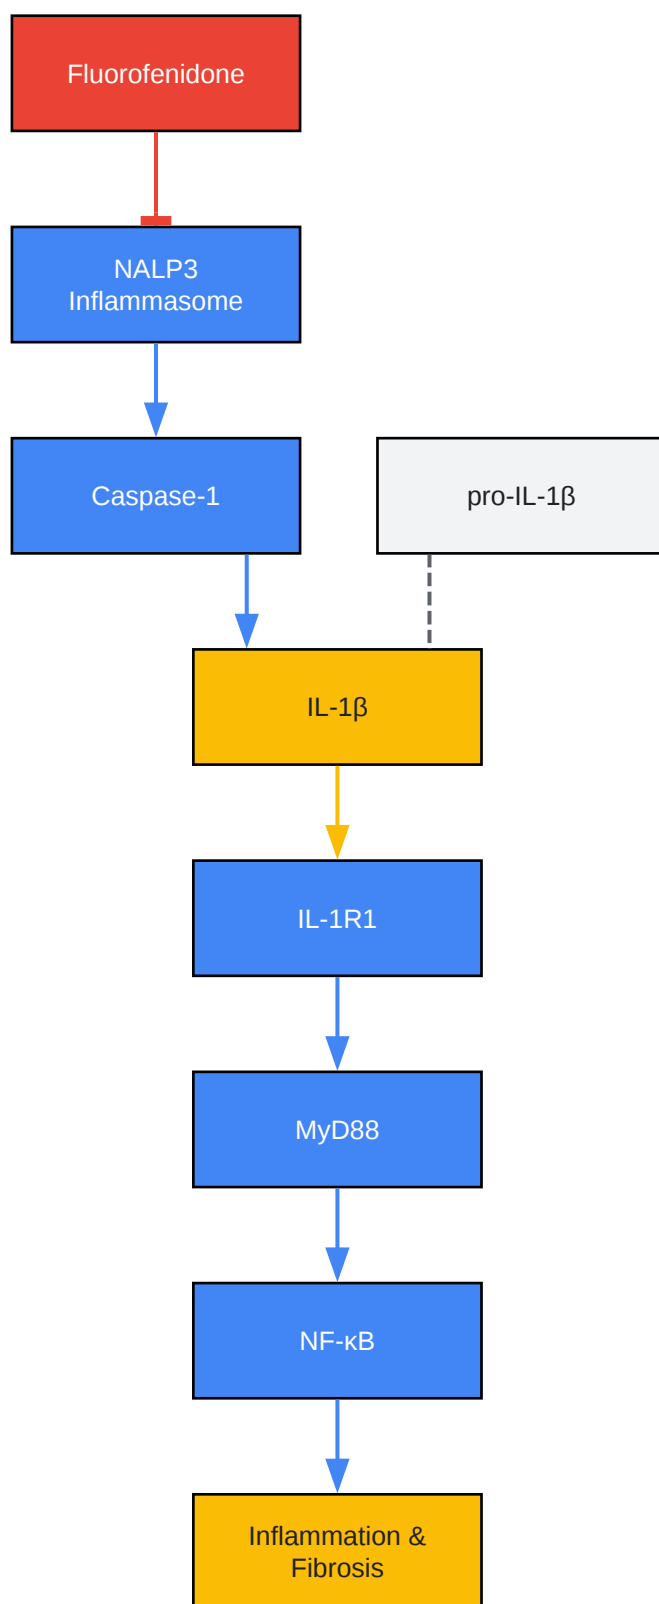 Fluorofenidone
NALP3
Inflammasome
Caspase-1
pro-IL-1β
IL-1β
IL-1R1
MyD88
NF-κB
Inflammation &
Fibrosis